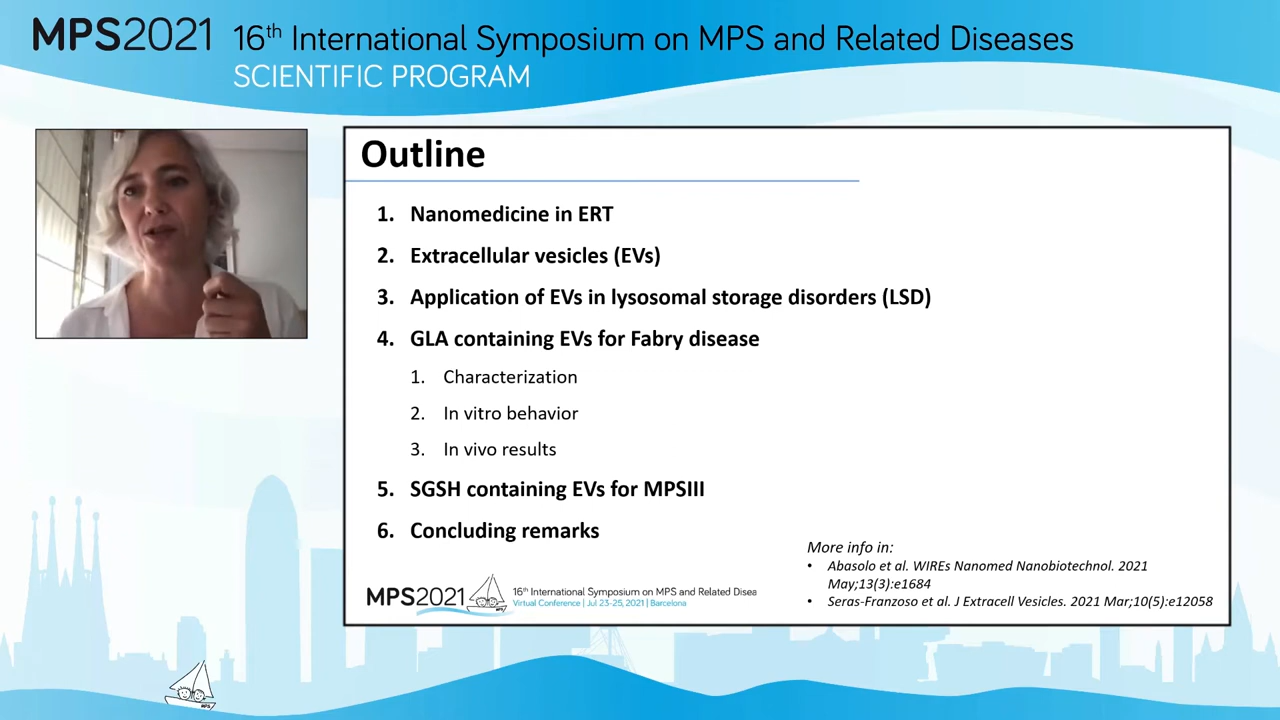 MPS2021 16th International Symposium on MPS and Related Diseases
SCIENTIFIC PROGRAM
Outline
1. Nanomedicine in ERT
2. Extracellular vesicles (EVs)
3. Application of EVs in lysosomal storage disorders (LSD)
4. GLA containing EVs for Fabry disease
1. Characterization
2. In vitro behavior
3. In vivo results
5. SGSH containing EVs for MPSIII
6. Concluding remarks
More info in:
• Abasolo et al. WIREs Nanomed Nanobiotechnol. 2021
May;13(3):e1684
• Seras-Franzoso et al. J Extracell Vesicles. 2021 Mar;10(5):e12058
MPS2021 16th International Symposium on MPS and Related Disea
Virtual Conference | Jul 23-25, 2021 | Barcelona
MPS